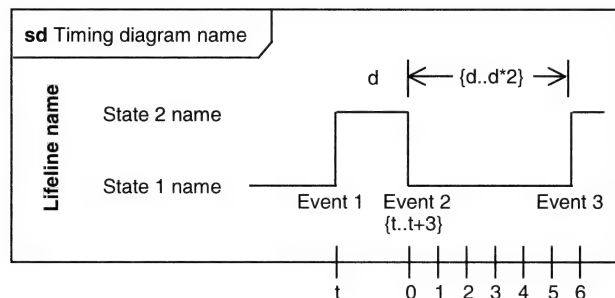 sd Timing diagram name
d {d..d*2}
Lifeline name
State 2 name
State 1 name
Event 1 Event 2 Event 3
{t..t+3}
t 0 1 2 3 4 5 6